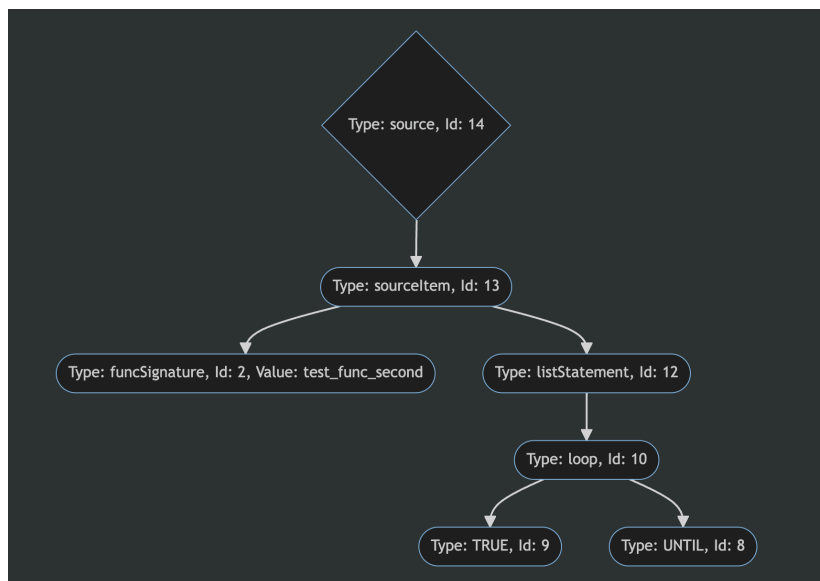 Type: source, Id: 14
Type: sourceItem, Id: 13
Type: funcSignature, Id: 2, Value: test_func_second
Type: listStatement, Id: 12
Type: loop, Id: 10
Type: TRUE, Id: 9
Type: UNTIL, Id: 8